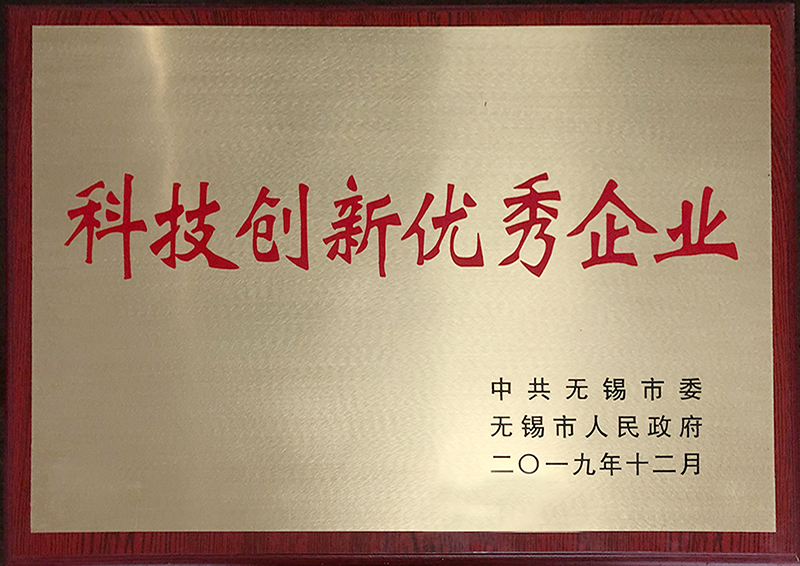 科技创新优秀企业
中共无锡市委
无锡市人民政府
二〇一九年十二月